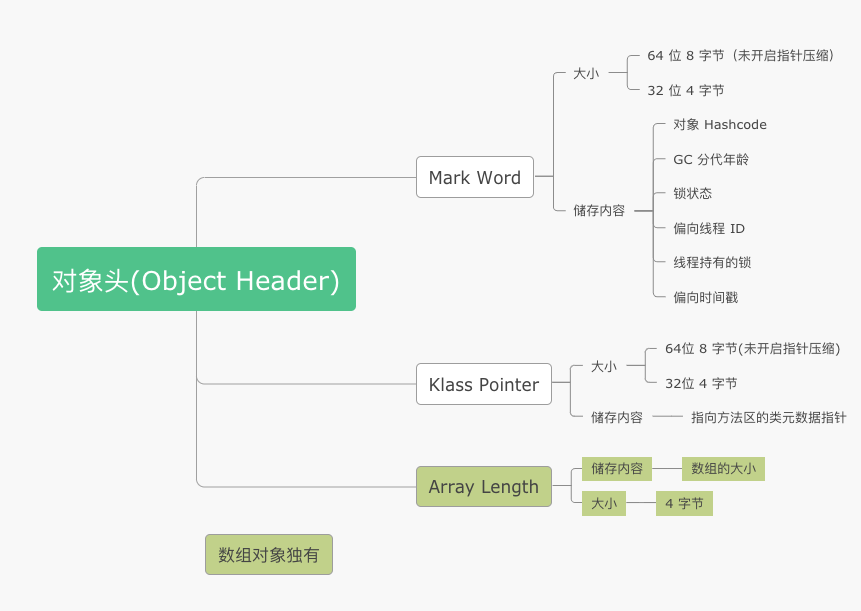 对象头(Object Header)
Mark Word
大小
64 位 8 字节（未开启指针压缩）
32 位 4 字节
储存内容
对象 Hashcode
GC 分代年龄
锁状态
偏向线程 ID
线程持有的锁
偏向时间戳
Klass Pointer
大小
64位 8 字节(未开启指针压缩)
32位 4 字节
储存内容
指向方法区的类元数据指针
Array Length
储存内容
数组的大小
大小
4 字节
数组对象独有